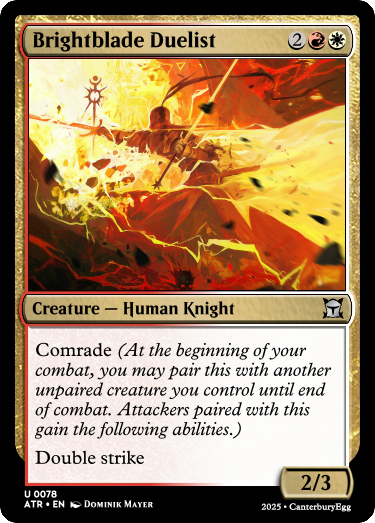 Brightblade Duelist 2
Creature — Human Knight
Comrade (At the beginning of your
combat, you may pair this with another
unpaired creature you control until end
of combat. Attackers paired with this
gain the following abilities.)
Double strike
2/3
U 0078
ATR • EN Dominik Mayer
2025 • CanterburyEgg